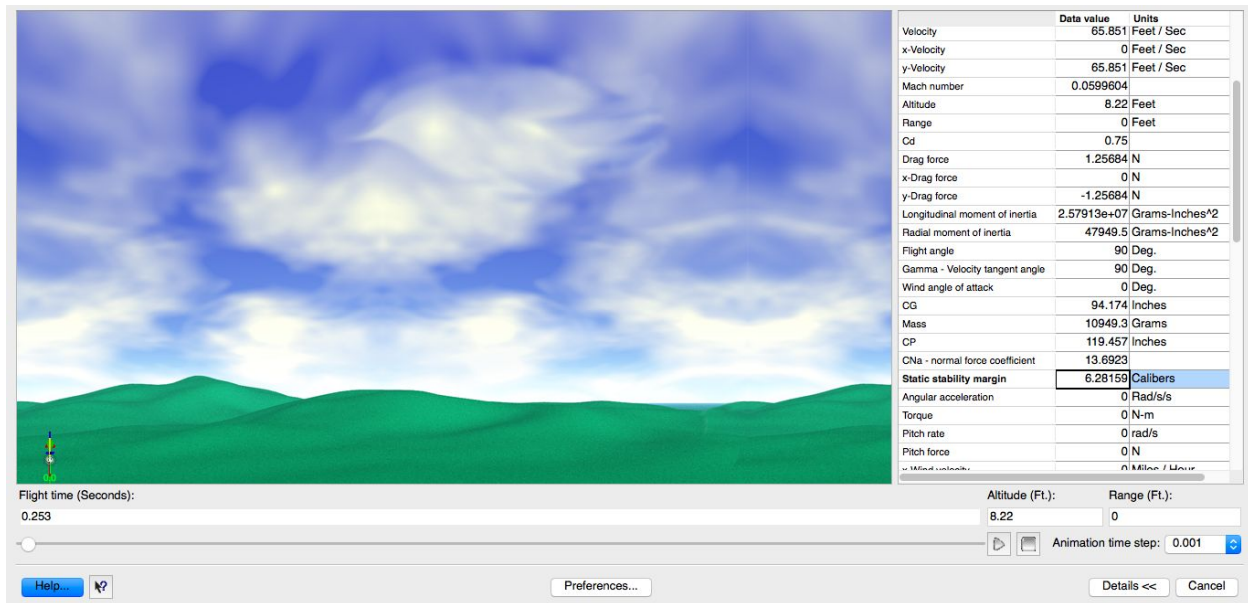 Data value Units
Velocity 65.851 Feet / Sec
x-Velocity 0 Feet / Sec
y-Velocity 65.851 Feet / Sec
Mach number 0.0599604
Altitude 8.22 Feet
Range 0 Feet
Cd 0.75
Drag force 1.25684 N
x-Drag force 0 N
y-Drag force -1.25684 N
Longitudinal moment of inertia 2.57913e+07 Grams-Inches^2
Radial moment of inertia 47949.5 Grams-Inches^2
Flight angle 90 Deg.
Gamma - Velocity tangent angle 90 Deg.
Wind angle of attack 0 Deg.
CG 94.174 Inches
Mass 10949.3 Grams
CP 119.457 Inches
CNa - normal force coefficient 13.6923
Static stability margin 6.28159 Calibers
Angular acceleration 0 Rad/s/s
Torque 0 N-m
Pitch rate 0 rad/s
Pitch force 0 N
x-Wind velocity 0 Miles / Hour
0,0
Flight time (Seconds): Altitude (Ft.): Range (Ft.):
0.253 8.22 0
Animation time step: 0.001
Help... ? Preferences... Details << Cancel